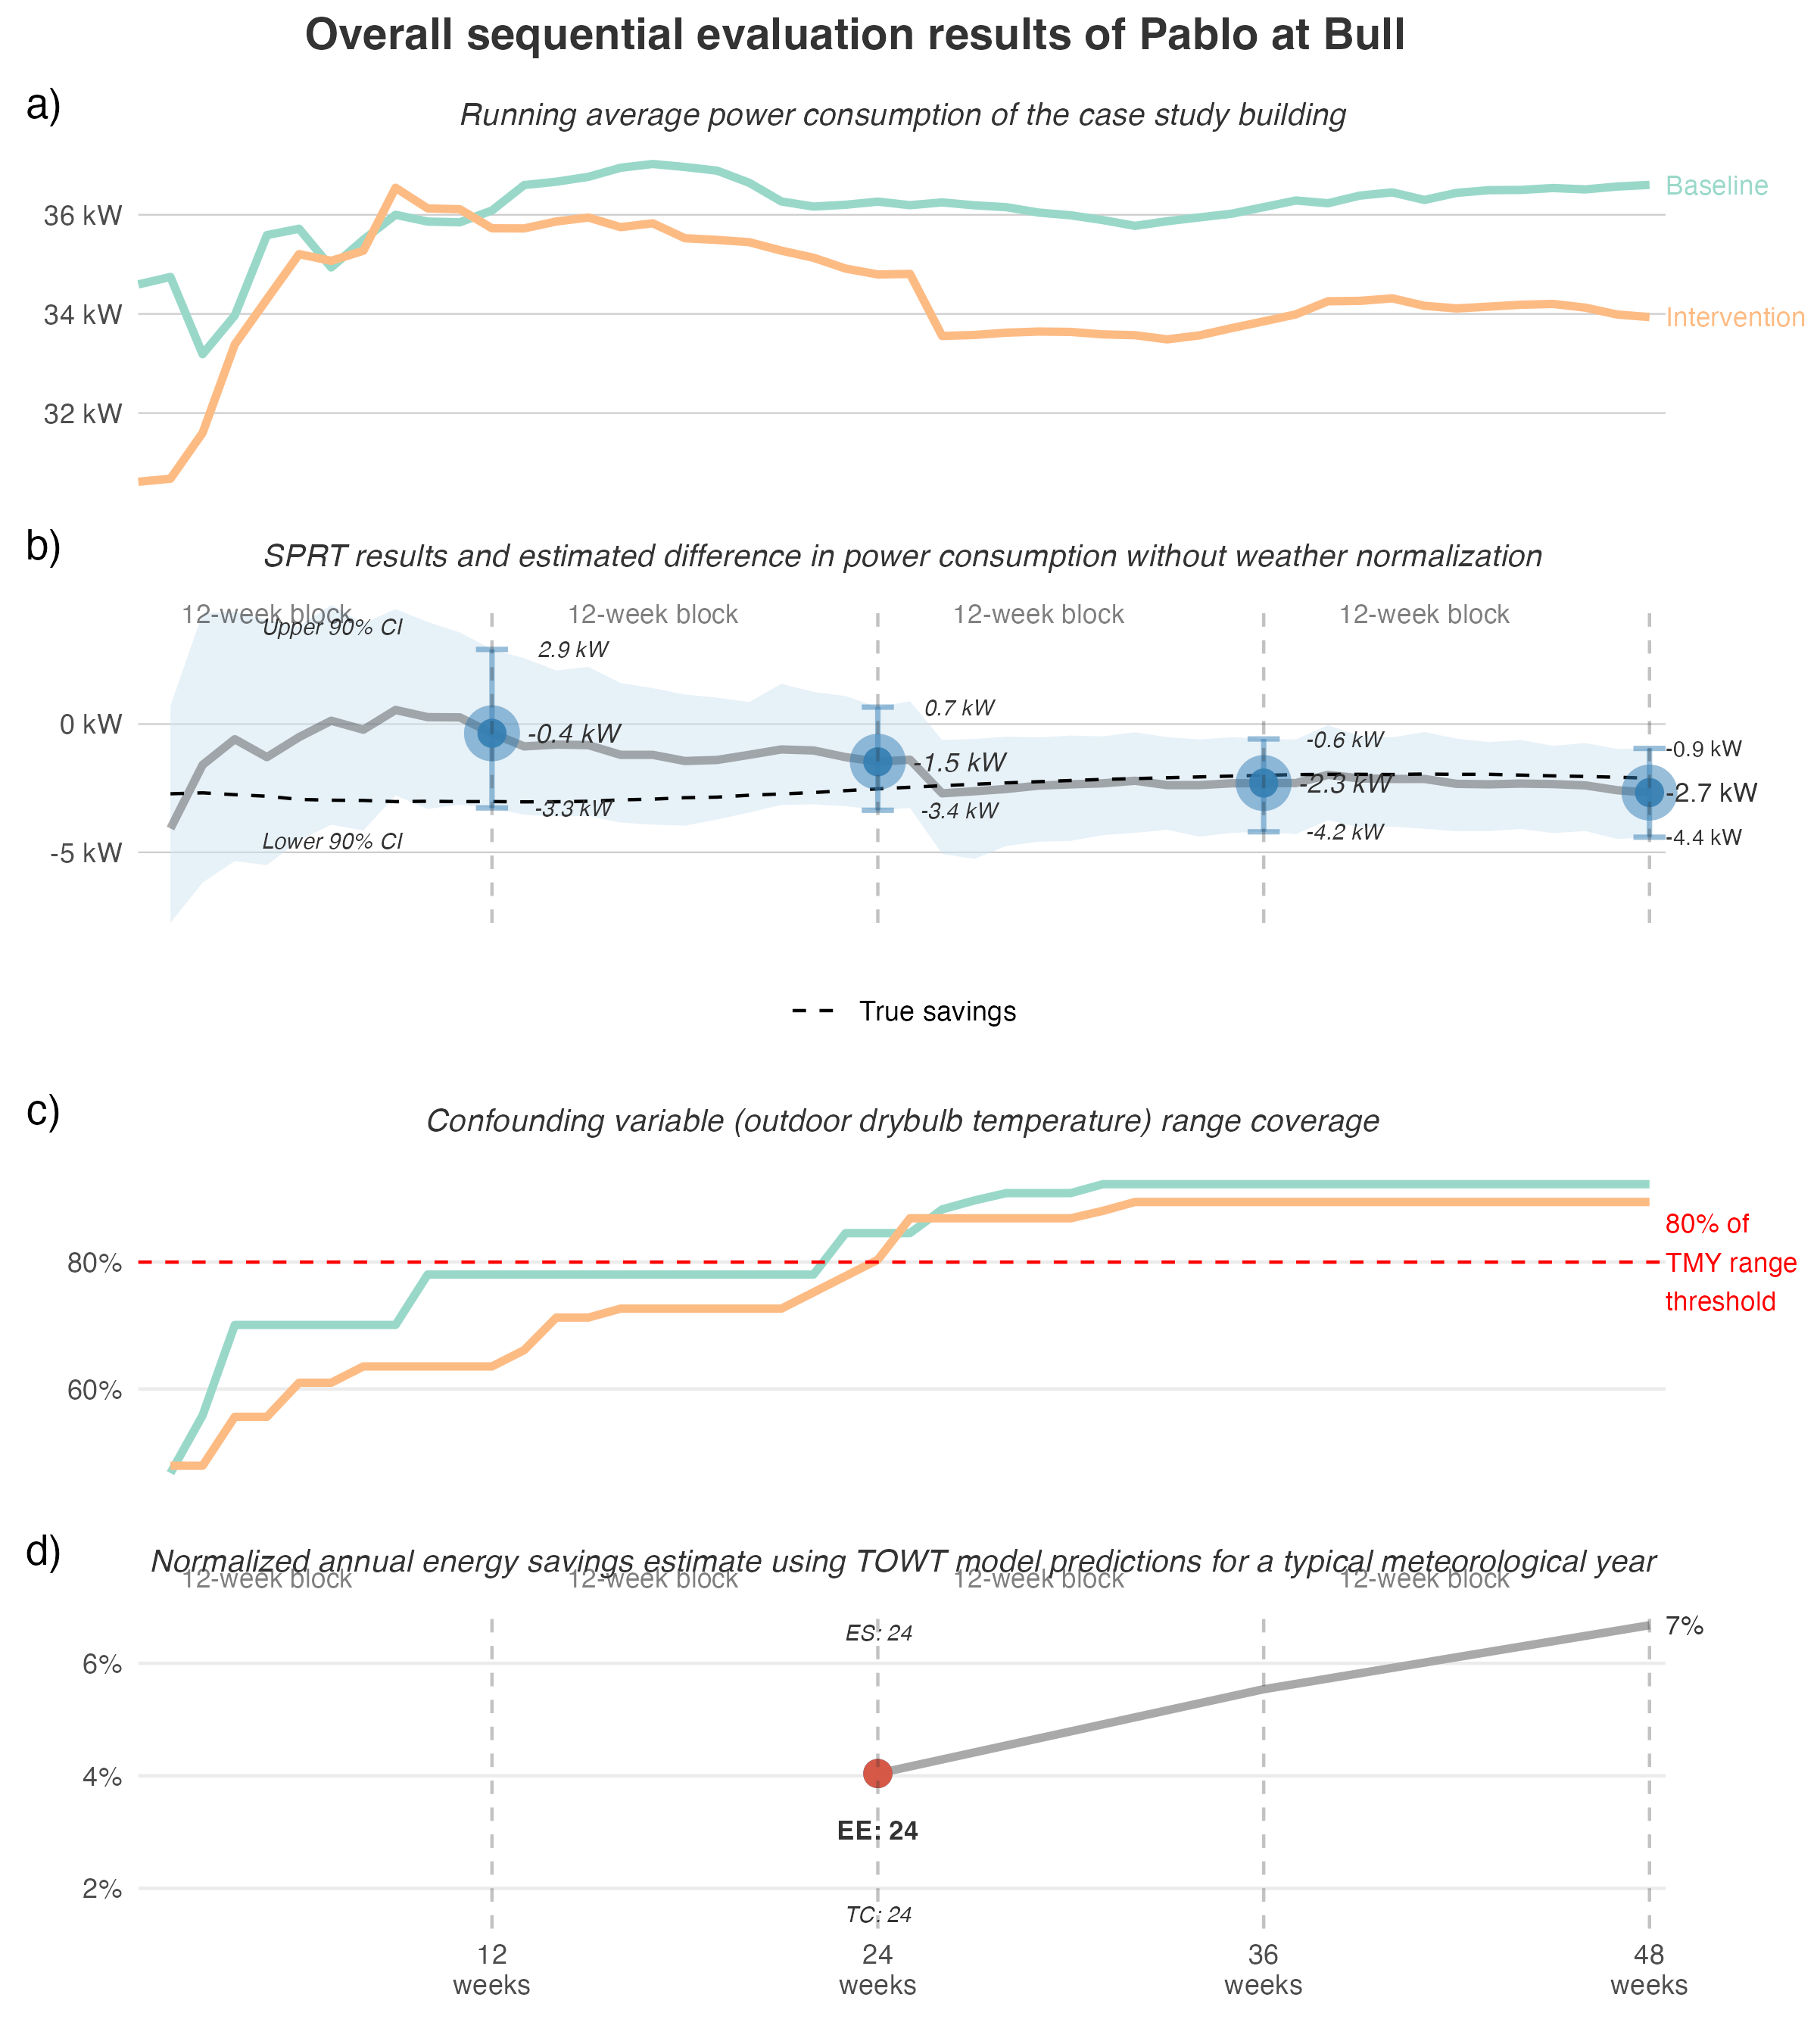 Overall sequential evaluation results of Pablo at Bull
a)
Running average power consumption of the case study building
36 kW
34 kW
32 kW
Baseline
Intervention
b)
SPRT results and estimated difference in power consumption without weather normalization
12-week block
12-week block
12-week block
12-week block
Upper 90% CI
2.9 kW
0.7 kW
-0.6 kW
-0.9 kW
0 kW
-0.4 kW
-1.5 kW
-2.3 kW
-2.7 kW
-3.3 kW
-3.4 kW
-4.2 kW
-4.4 kW
Lower 90% CI
-5 kW
True savings
c)
Confounding variable (outdoor drybulb temperature) range coverage
80%
60%
80% of
TMY range
threshold
d)
Normalized annual energy savings estimate using TOWT model predictions for a typical meteorological year
12-week block
12-week block
12-week block
12-week block
ES: 24
7%
6%
4%
EE: 24
2%
TC: 24
12
weeks
24
weeks
36
weeks
48
weeks